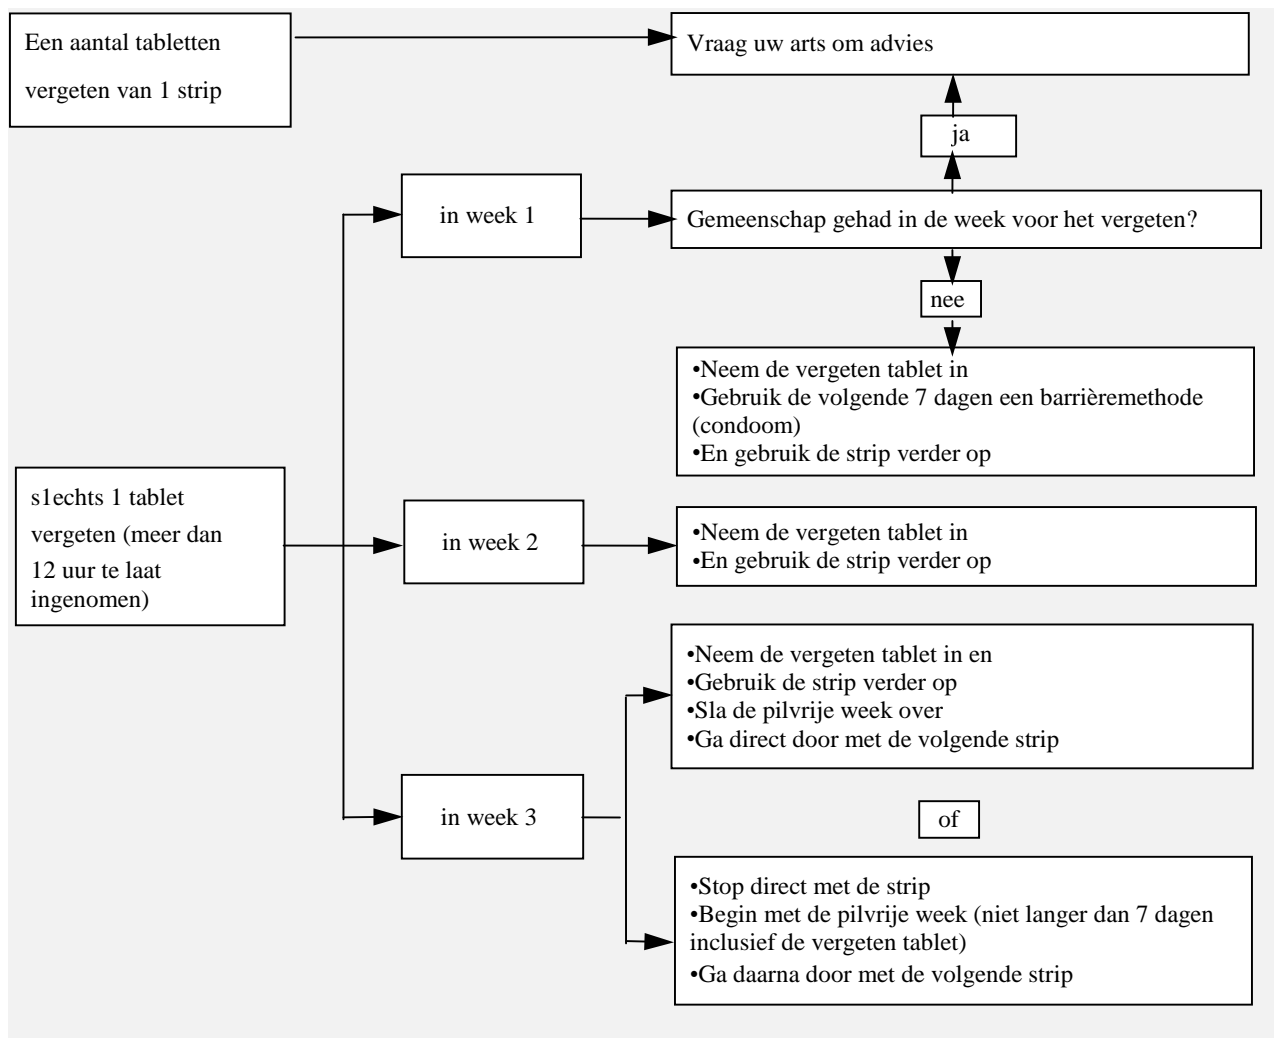 Een aantal tabletten
vergeten van 1 strip
Vraag uw arts om advies
ja
in week 1
Gemeenschap gehad in de week voor het vergeten?
nee
•Neem de vergeten tablet in
•Gebruik de volgende 7 dagen een barrièremethode
(condoom)
•En gebruik de strip verder op
s1echts 1 tablet
vergeten (meer dan
12 uur te laat
ingenomen)
in week 2
•Neem de vergeten tablet in
•En gebruik de strip verder op
in week 3
•Neem de vergeten tablet in en
•Gebruik de strip verder op
•Sla de pilvrije week over
•Ga direct door met de volgende strip
of
•Stop direct met de strip
•Begin met de pilvrije week (niet langer dan 7 dagen
inclusief de vergeten tablet)
•Ga daarna door met de volgende strip